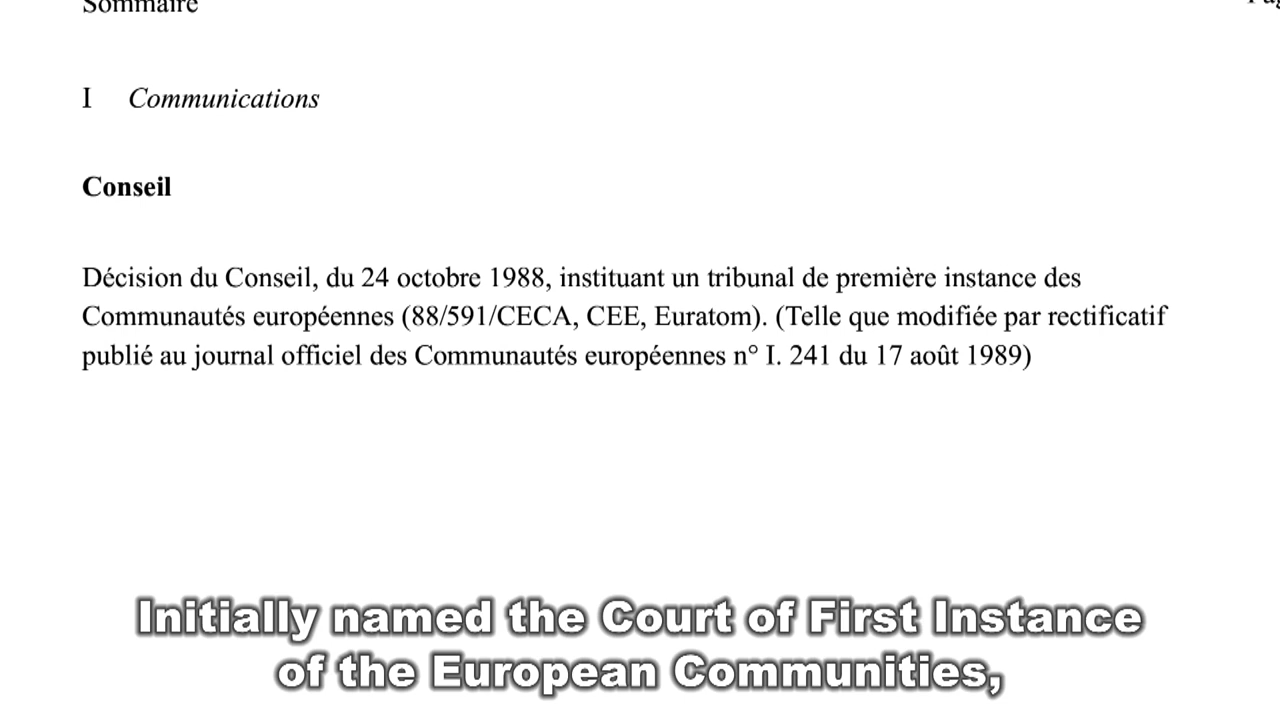 Sommaire
I Communications
Conseil
Décision du Conseil, du 24 octobre 1988, instituant un tribunal de première instance des
Communautés européennes (88/591/CECA, CEE, Euratom). (Telle que modifiée par rectificatif
publié au journal officiel des Communautés européennes n° I. 241 du 17 août 1989)
Initially named the Court of First Instance
of the European Communities,